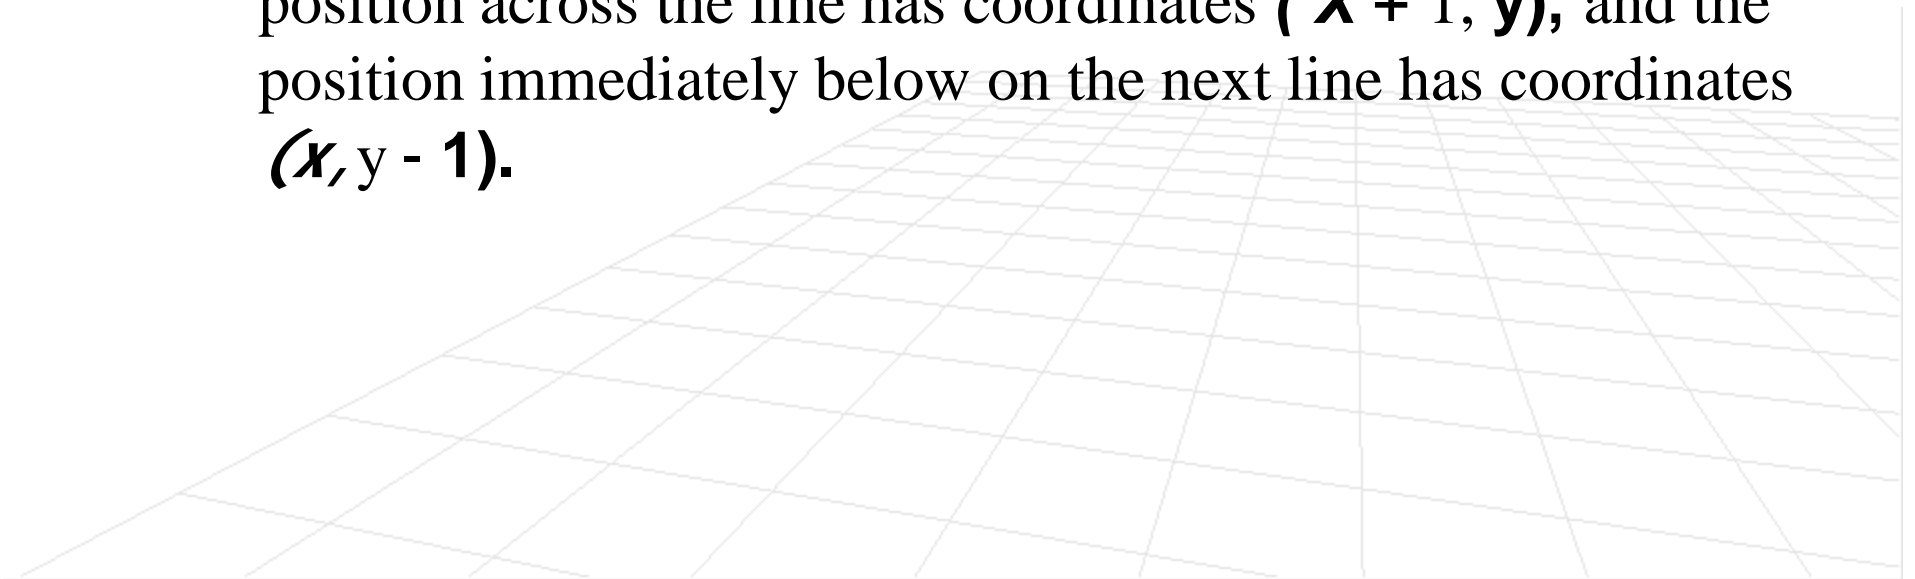 position across the line has coordinates ( X + 1, y), and the
position immediately below on the next line has coordinates
(x, y - 1).